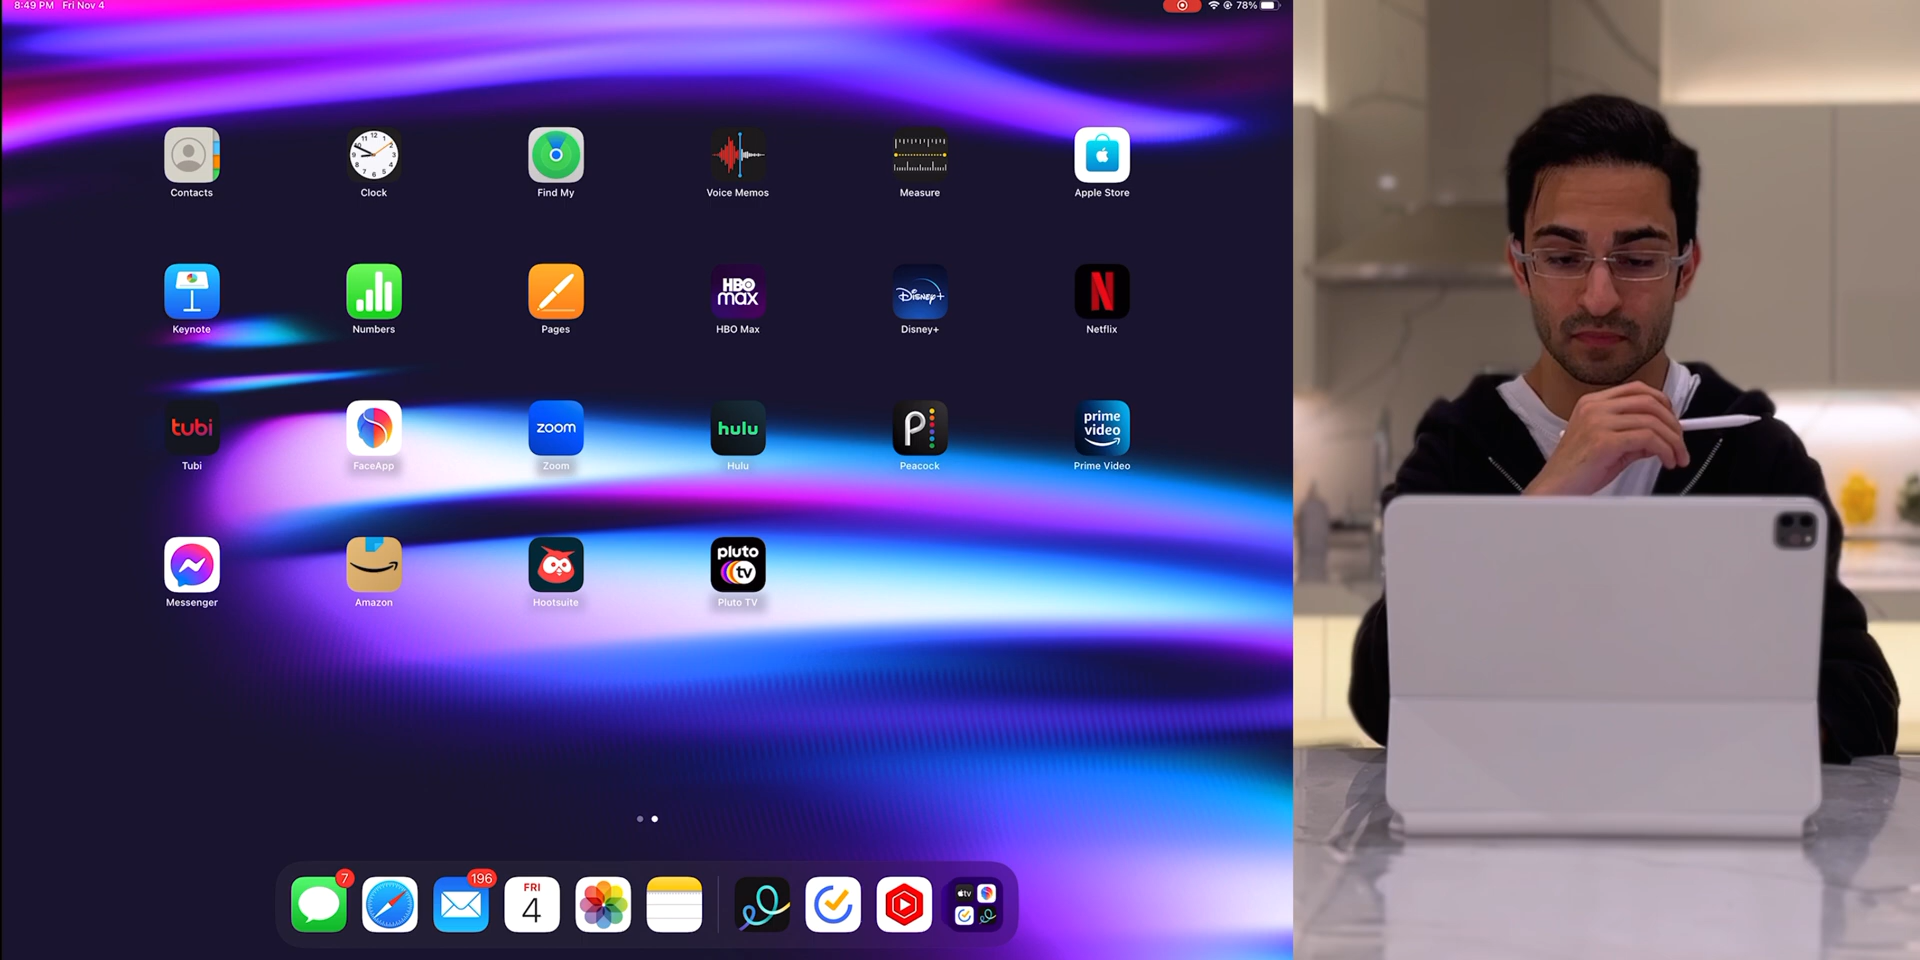 8:49 PM Fri Nov 4
78%
Contacts
Clock
Find My
Voice Memos
Measure
Apple Store
Keynote
Numbers
Pages
HBO
max
HBO Max
Disney+
Disney+
N
Netflix
tubi
Tubi
FaceApp
zoom
Zoom
hulu
Hulu
P
Peacock
prime
video
Prime Video
Messenger
Amazon
Hootsuite
pluto
tv
Pluto TV
7
196
FRI
4
tv